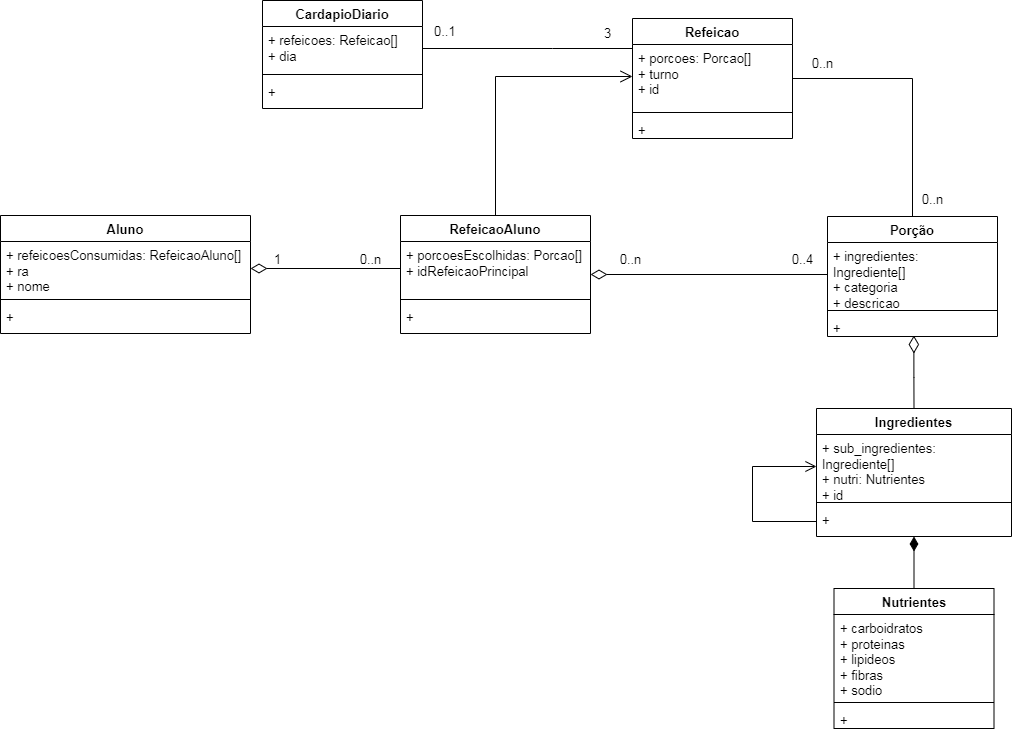 CardapioDiario
+ refeicoes: Refeicao[]
+ dia
+
0..1
3
Refeicao
+ porcoes: Porcao[]
+ turno
+ id
+
0..n
0..n
Aluno
+ refeicoesConsumidas: RefeicaoAluno[]
+ ra
+ nome
+
1
0..n
RefeicaoAluno
+ porcoesEscolhidas: Porcao[]
+ idRefeicaoPrincipal
+
0..n
0..4
Porção
+ ingredientes:
Ingrediente[]
+ categoria
+ descricao
+
Ingredientes
+ sub_ingredientes:
Ingrediente[]
+ nutri: Nutrientes
+ id
+
Nutrientes
+ carboidratos
+ proteinas
+ lipideos
+ fibras
+ sodio
+